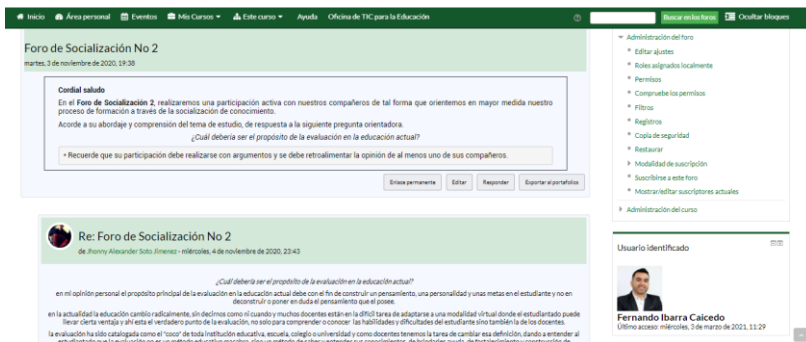 Inicio Área personal Eventos Mis Cursos Este curso Ayuda Oficina de TIC para la Educación Buscar en los foros Ocultar bloques
Foro de Socialización No 2
martes, 3 de noviembre de 2020, 19:38
Cordial saludo
En el Foro de Socialización 2, realizaremos una participación activa con nuestros compañeros de tal forma que orientemos en mayor medida nuestro
proceso de formación a través de la socialización de conocimiento.
Acorde a su abordaje y comprensión del tema de estudio, de respuesta a la siguiente pregunta orientadora.
¿Cuál debería ser el propósito de la evaluación en la educación actual?
* Recuerde que su participación debe realizarse con argumentos y se debe retroalimentar la opinión de al menos uno de sus compañeros.
Enlace permanente Editar Responder Exportar al portafolios
Re: Foro de Socialización No 2
de Jhonny Alexander Soto Jimenez - miércoles, 4 de noviembre de 2020, 23:43
¿Cuál debería ser el propósito de la evaluación en la educación actual?
en mi opinión personal el propósito principal de la evaluación en la educación actual debe con el fin de construir un pensamiento, una personalidad y unas metas en el estudiante y no en
deconstruir o poner en duda el pensamiento que el posee.
en la actualidad la educación cambio radicalmente, sin decirnos como ni cuando y muchos docentes están en la difícil tarea de adaptarse a una modalidad virtual donde el estudiantado puede
llevar cierta ventaja y ahí esta el verdadero punto de la evaluación, no solo para comprender o conocer las habilidades y dificultades del estudiante sino también la de los docentes.
la evaluación ha sido catalogada como el "coco" de toda institución educativa, escuela, colegio o universidad y como docentes tenemos la tarea de cambiar esa definición, dando a entender al
Administración del foro
Editar ajustes
Roles asignados localmente
Permisos
Compruebe los permisos
Filtros
Registros
Copia de seguridad
Restaurar
Modalidad de suscripción
Suscribirse a este foro
Mostrar/editar suscriptores actuales
Administración del curso
Usuario identificado
Fernando Ibarra Caicedo
Último acceso: miércoles, 3 de marzo de 2021, 11:29